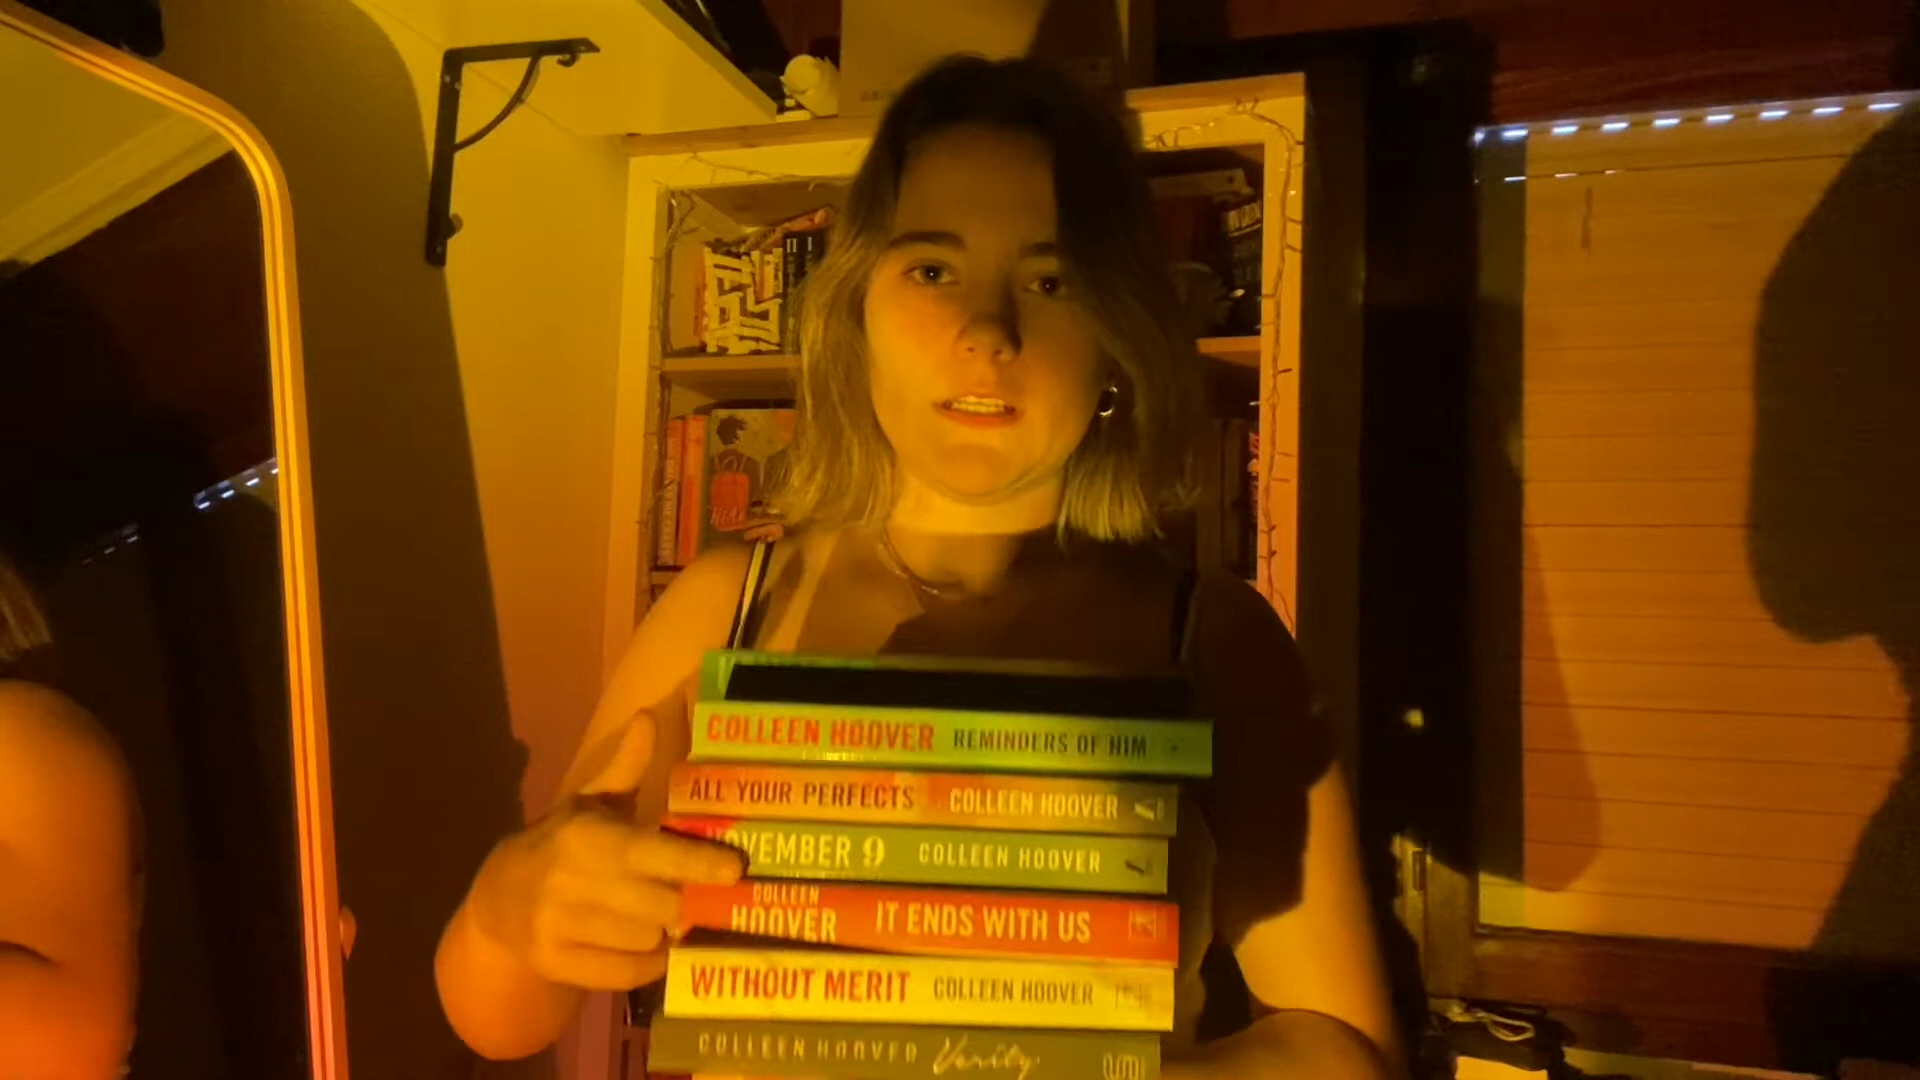 COLLEEN HOOVER REMINDERS OF HIM
ALL YOUR PERFECTS COLLEEN HOOVER
NOVEMBER 9 COLLEEN HOOVER
COLLEEN HOOVER IT ENDS WITH US
WITHOUT MERIT COLLEEN HOOVER
COLLEEN HOOVER Verity